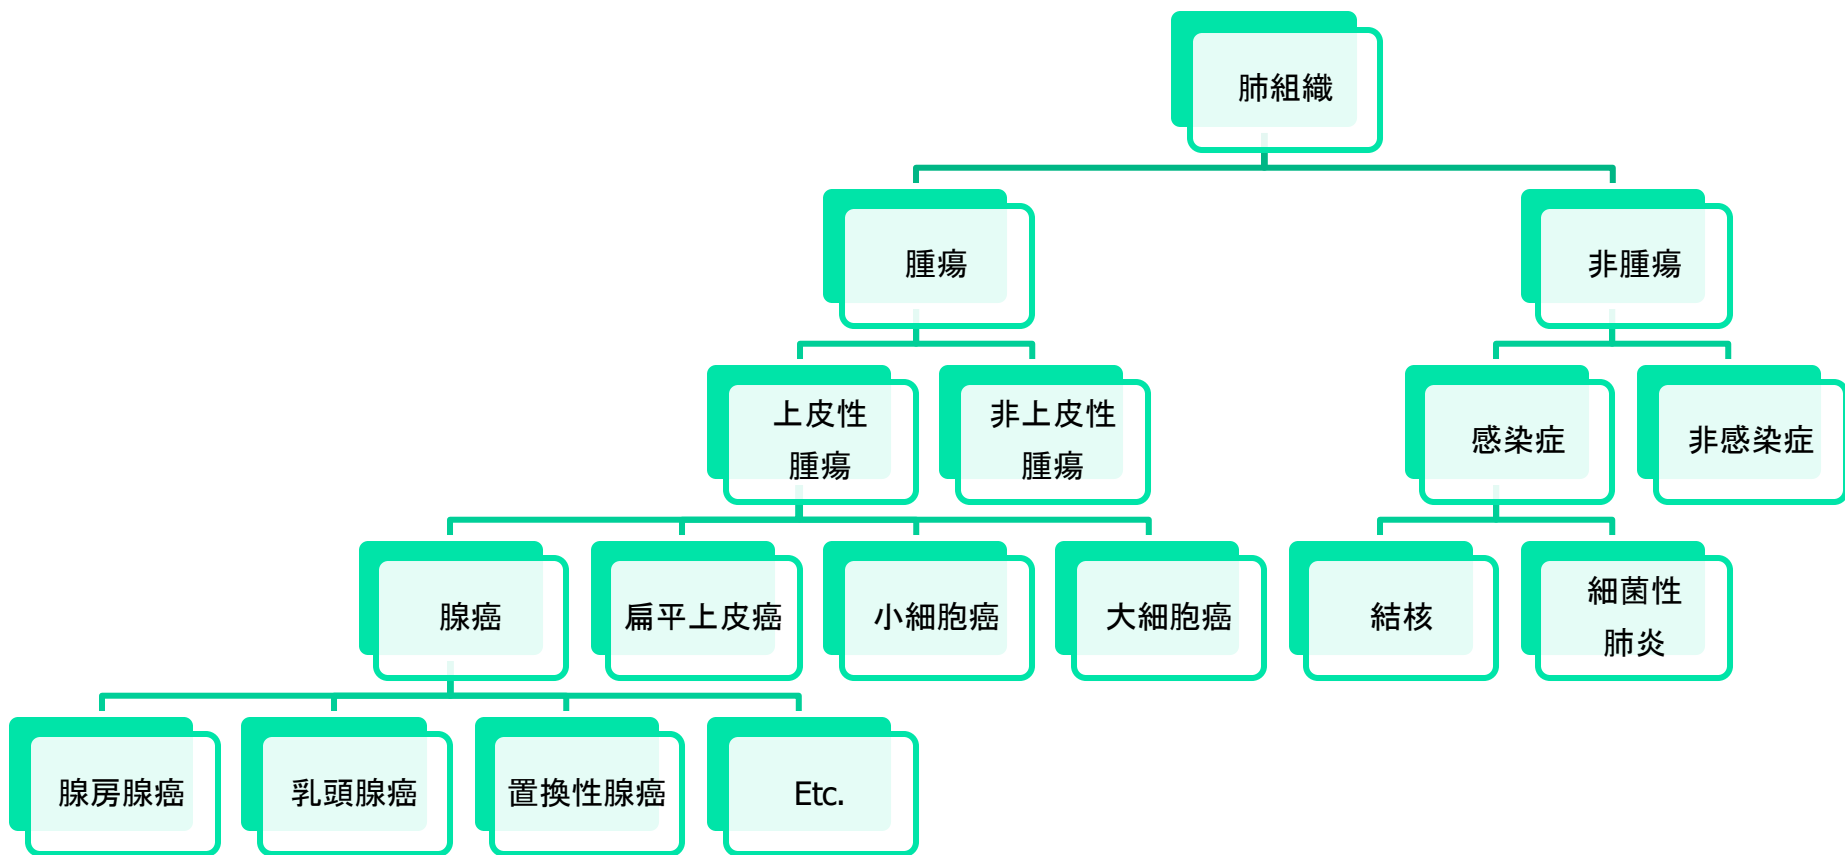 肺組織
腫瘍
非腫瘍
上皮性
腫瘍
非上皮性
腫瘍
感染症
非感染症
腺癌
扁平上皮癌
小細胞癌
大細胞癌
結核
細菌性
肺炎
腺房腺癌
乳頭腺癌
置換性腺癌
Etc.